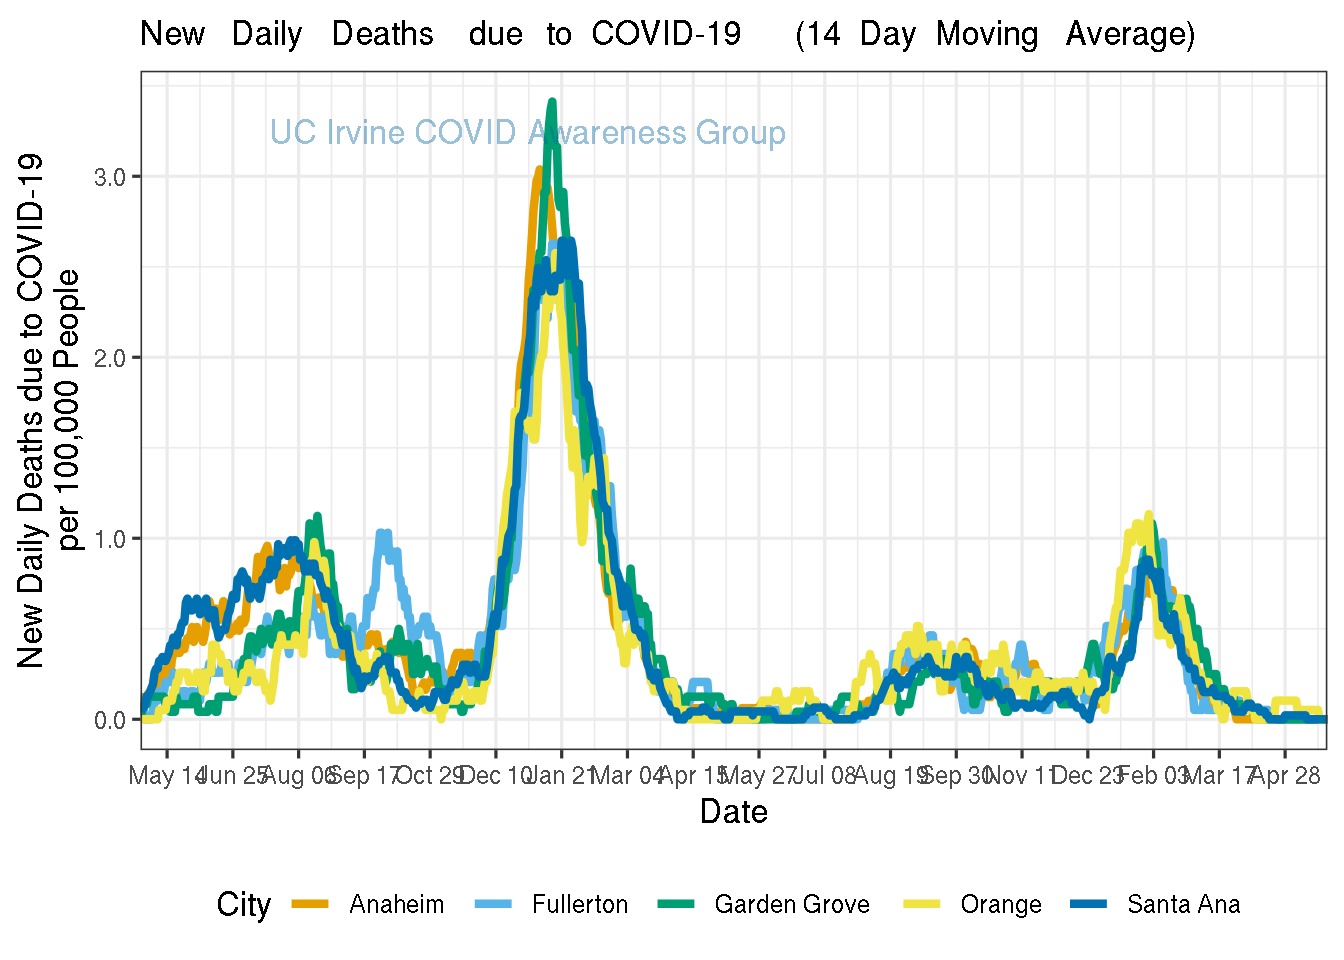 New Daily Deaths due to COVID-19 (14 Day Moving Average)
UC Irvine COVID Awareness Group
New Daily Deaths due to COVID-19
per 100,000 People
3.0
2.0
1.0
0.0
May 14 Jun 25 Aug 06 Sep 17 Oct 29 Dec 10 Jan 21 Mar 04 Apr 15 May 27 Jul 08 Aug 19 Sep 30 Nov 11 Dec 23 Feb 03 Mar 17 Apr 28
Date
City Anaheim Fullerton Garden Grove Orange Santa Ana